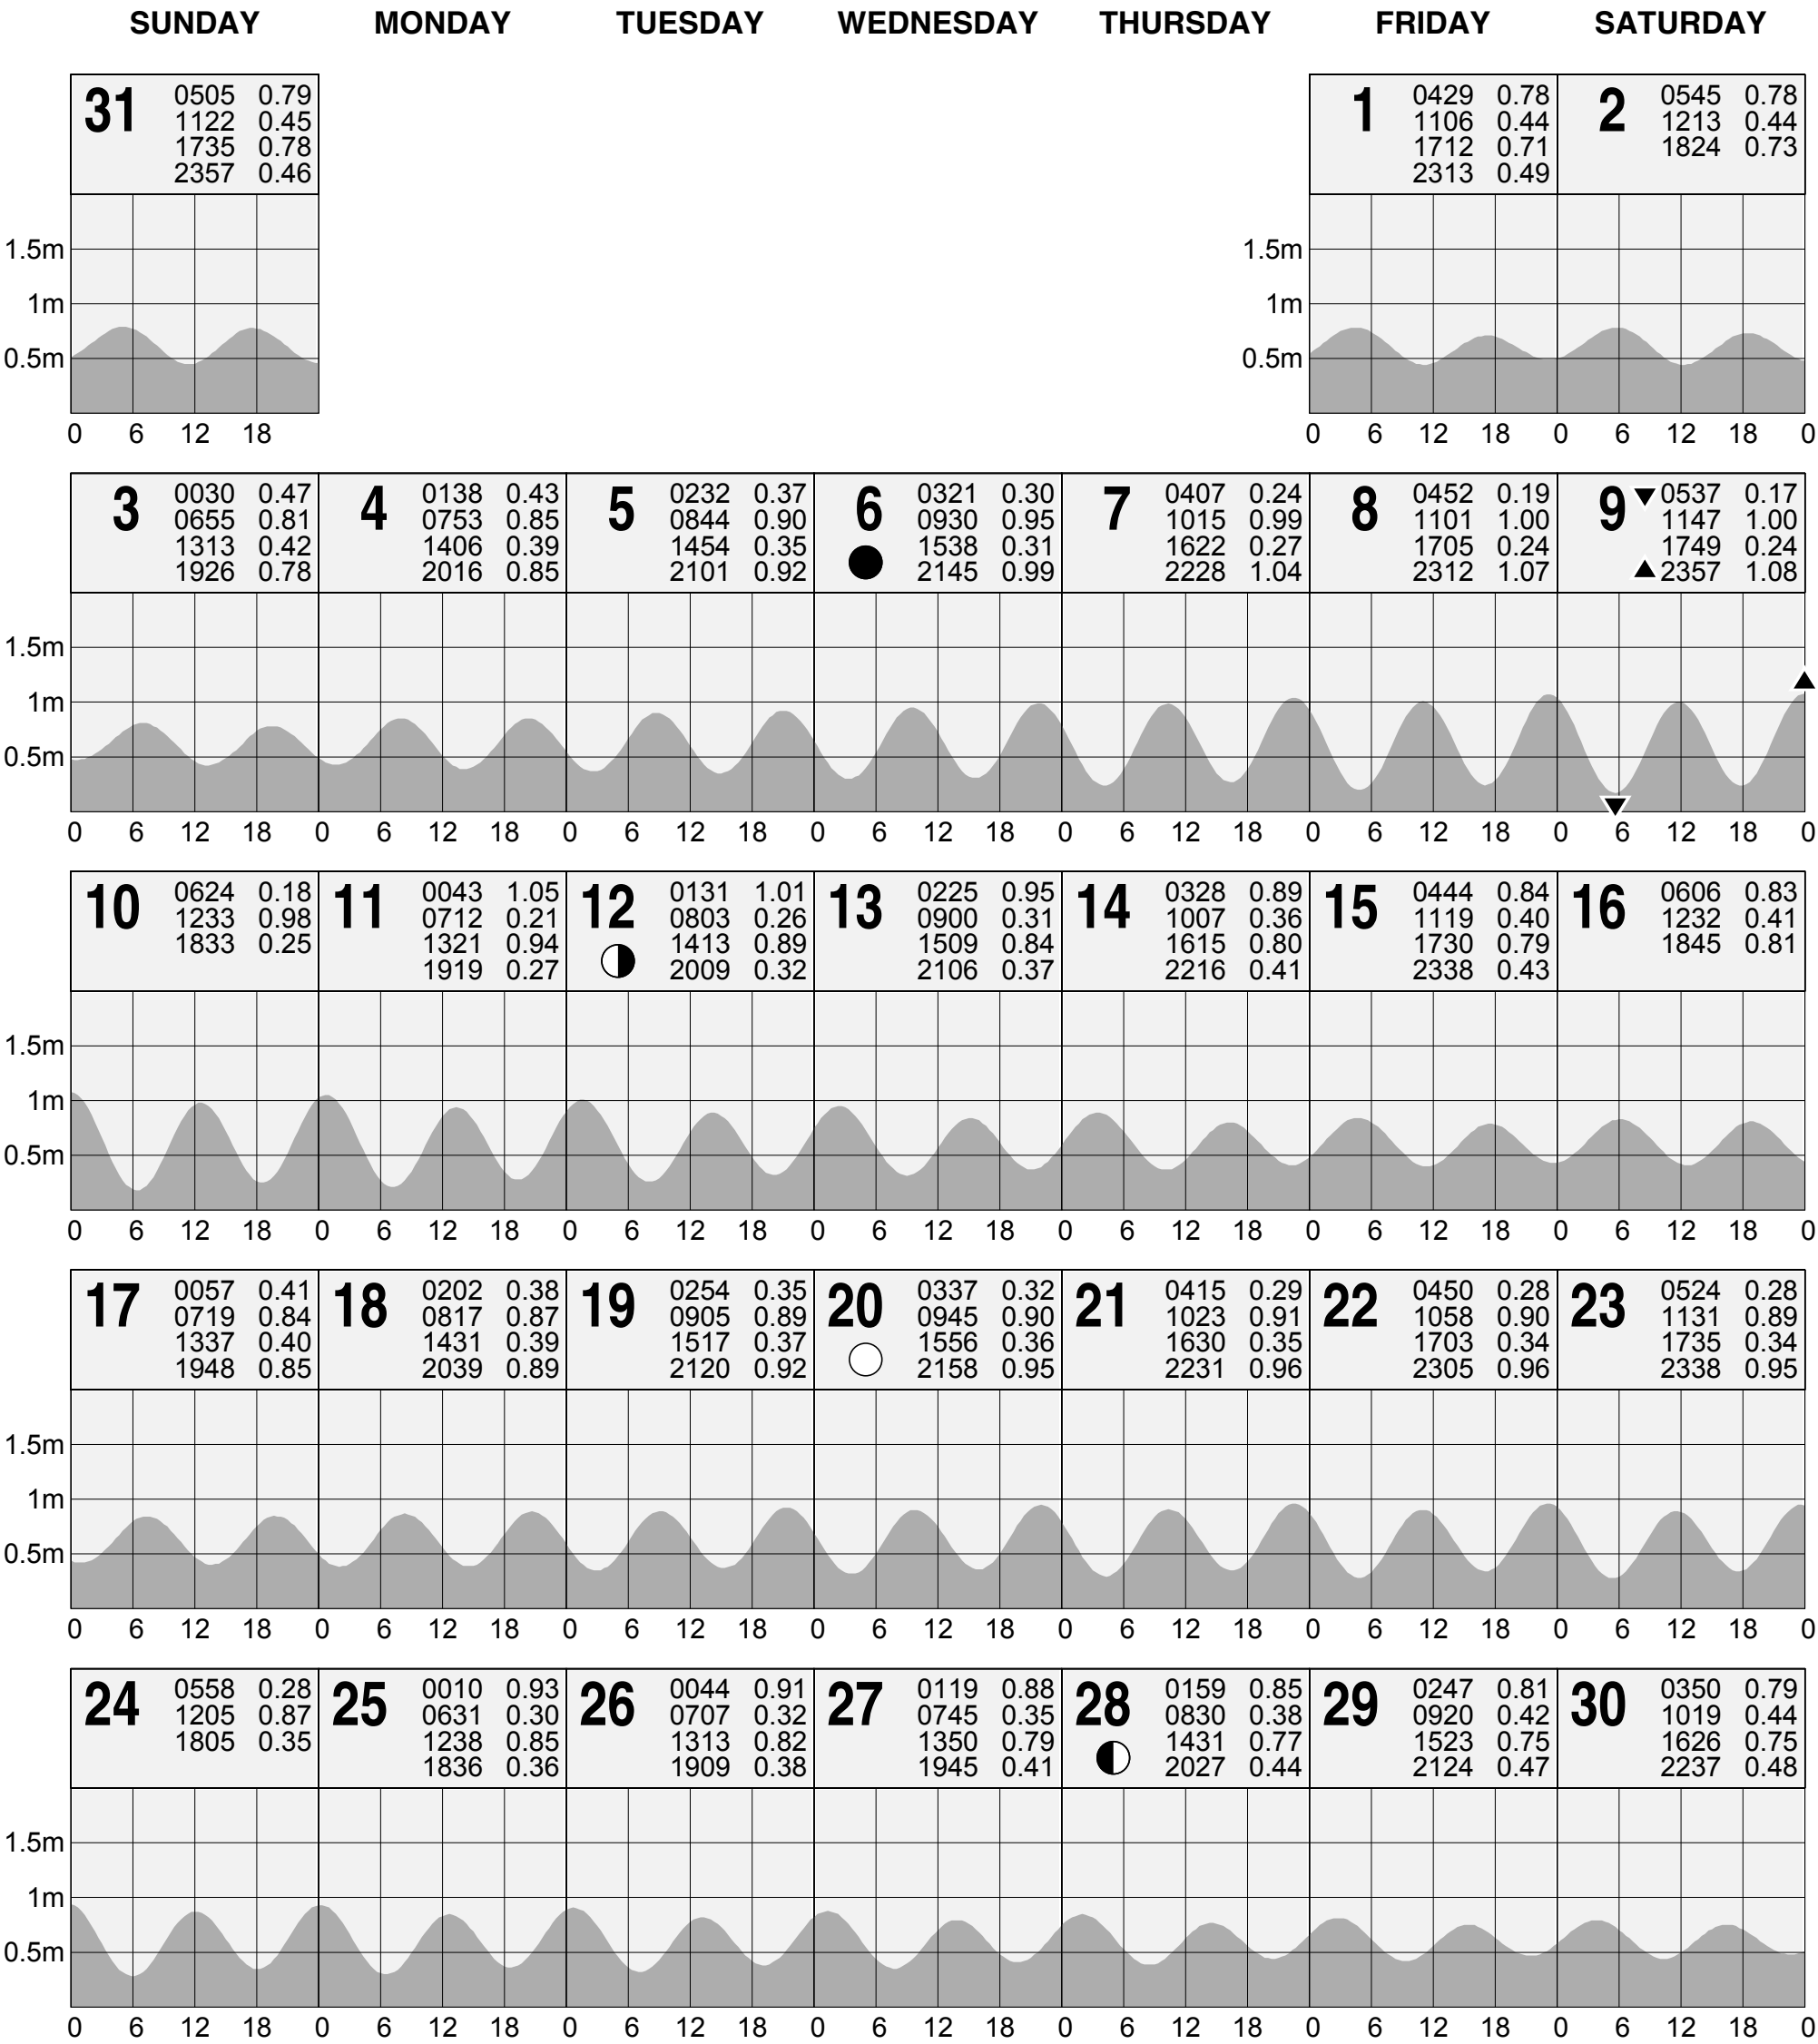 SUNDAY MONDAY TUESDAY WEDNESDAY THURSDAY FRIDAY SATURDAY
31 0505 0.79 1 0429 0.78 2 0545 0.78
1122 0.45 1106 0.44 1213 0.44
1735 0.78 1712 0.71 1824 0.73
2357 0.46 2313 0.49
1.5m 1.5m
1m 1m
0.5m 0.5m
0 6 12 18 0 6 12 18 0 6 12 18 0
3 0030 0.47 4 0138 0.43 5 0232 0.37 6 0321 0.30 7 0407 0.24 8 0452 0.19 9 0537 0.17
0655 0.81 0753 0.85 0844 0.90 0930 0.95 1015 0.99 1101 1.00 1147 1.00
1313 0.42 1406 0.39 1454 0.35 1538 0.31 1622 0.27 1705 0.24 1749 0.24
1926 0.78 2016 0.85 2101 0.92 2145 0.99 2228 1.04 2312 1.07 2357 1.08
1.5m
1m
0.5m
0 6 12 18 0 6 12 18 0 6 12 18 0 6 12 18 0 6 12 18 0 6 12 18 0 6 12 18 0
10 0624 0.18 11 0043 1.05 12 0131 1.01 13 0225 0.95 14 0328 0.89 15 0444 0.84 16 0606 0.83
1233 0.98 0712 0.21 0803 0.26 0900 0.31 1007 0.36 1119 0.40 1232 0.41
1833 0.25 1321 0.94 1413 0.89 1509 0.84 1615 0.80 1730 0.79 1845 0.81
1919 0.27 2009 0.32 2106 0.37 2216 0.41 2338 0.43
1.5m
1m
0.5m
0 6 12 18 0 6 12 18 0 6 12 18 0 6 12 18 0 6 12 18 0 6 12 18 0 6 12 18 0
17 0057 0.41 18 0202 0.38 19 0254 0.35 20 0337 0.32 21 0415 0.29 22 0450 0.28 23 0524 0.28
0719 0.84 0817 0.87 0905 0.89 0945 0.90 1023 0.91 1058 0.90 1131 0.89
1337 0.40 1431 0.39 1517 0.37 1556 0.36 1630 0.35 1703 0.34 1735 0.34
1948 0.85 2039 0.89 2120 0.92 2158 0.95 2231 0.96 2305 0.96 2338 0.95
1.5m
1m
0.5m
0 6 12 18 0 6 12 18 0 6 12 18 0 6 12 18 0 6 12 18 0 6 12 18 0 6 12 18 0
24 0558 0.28 25 0010 0.93 26 0044 0.91 27 0119 0.88 28 0159 0.85 29 0247 0.81 30 0350 0.79
1205 0.87 0631 0.30 0707 0.32 0745 0.35 0830 0.38 0920 0.42 1019 0.44
1805 0.35 1238 0.85 1313 0.82 1350 0.79 1431 0.77 1523 0.75 1626 0.75
1836 0.36 1909 0.38 1945 0.41 2027 0.44 2124 0.47 2237 0.48
1.5m
1m
0.5m
0 6 12 18 0 6 12 18 0 6 12 18 0 6 12 18 0 6 12 18 0 6 12 18 0 6 12 18 0